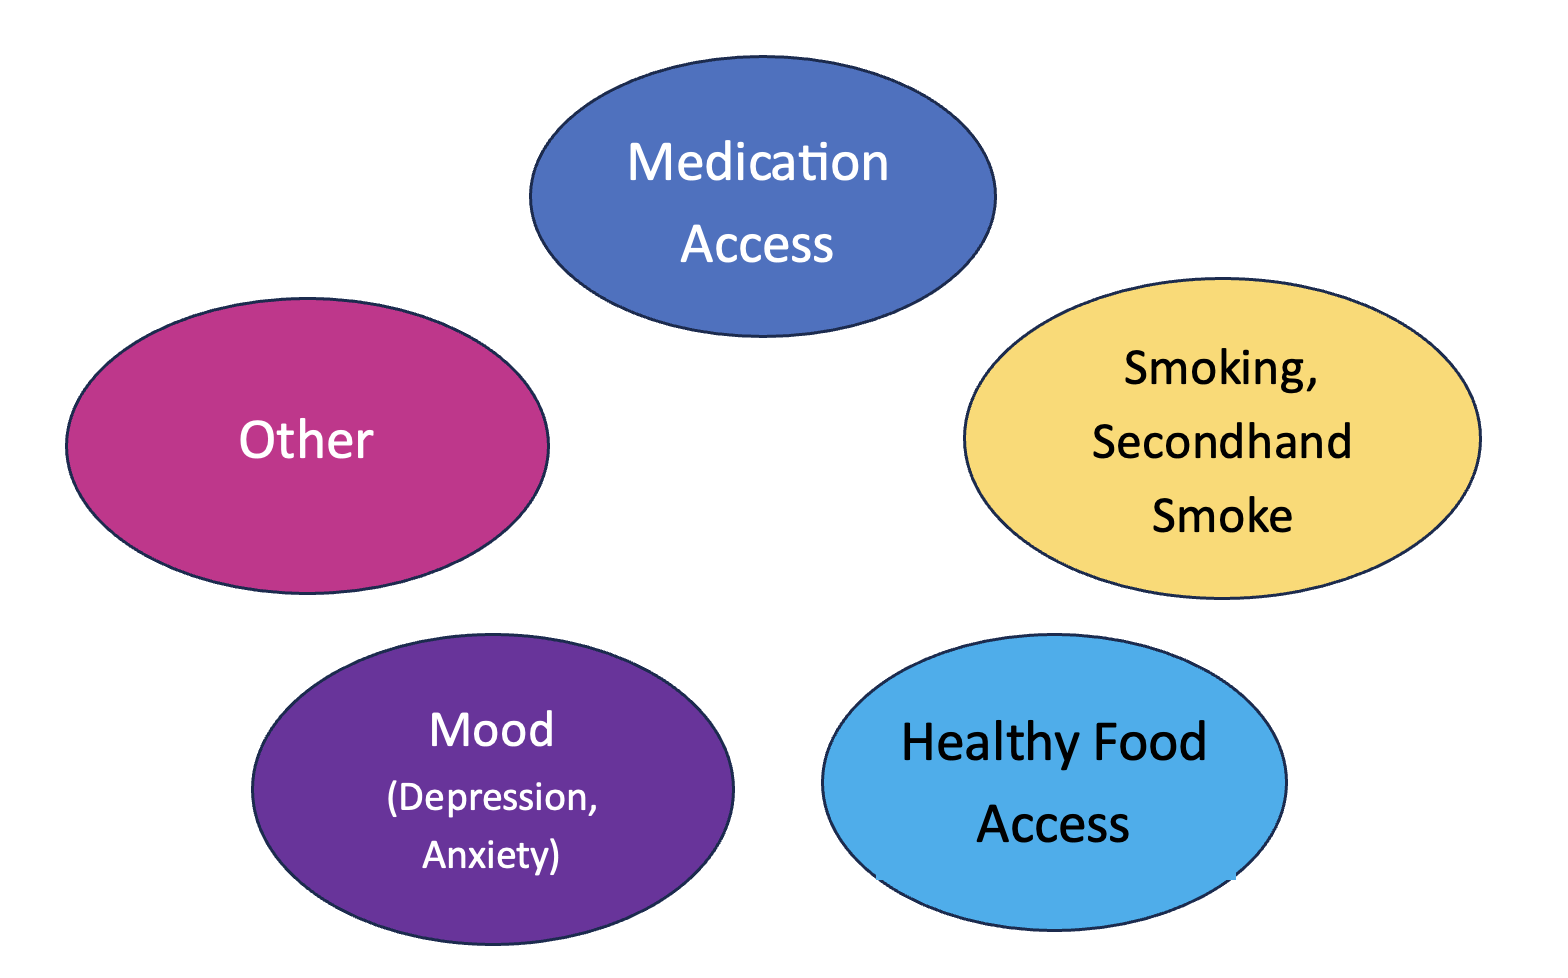 Medication
Access
Smoking,
Secondhand
Smoke
Other
Mood
(Depression,
Anxiety)
Healthy Food
Access